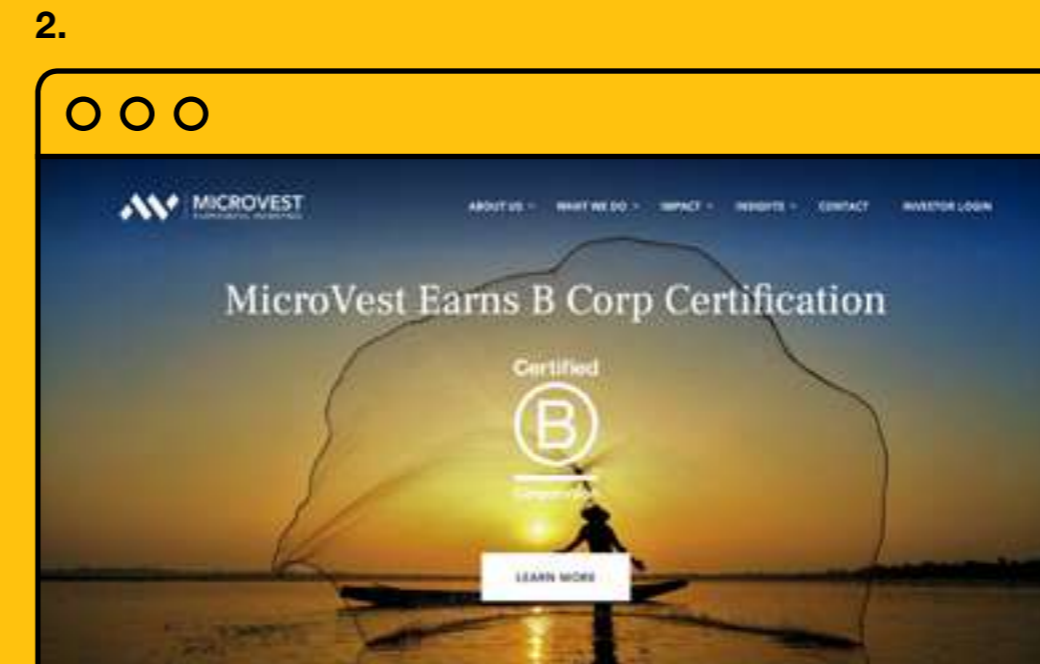 2.
MICROVEST
ABOUT US WHAT WE DO IMPACT INSIGHTS CONTACT INVESTOR LOGIN
MicroVest Earns B Corp Certification
Certified
B
LEARN MORE